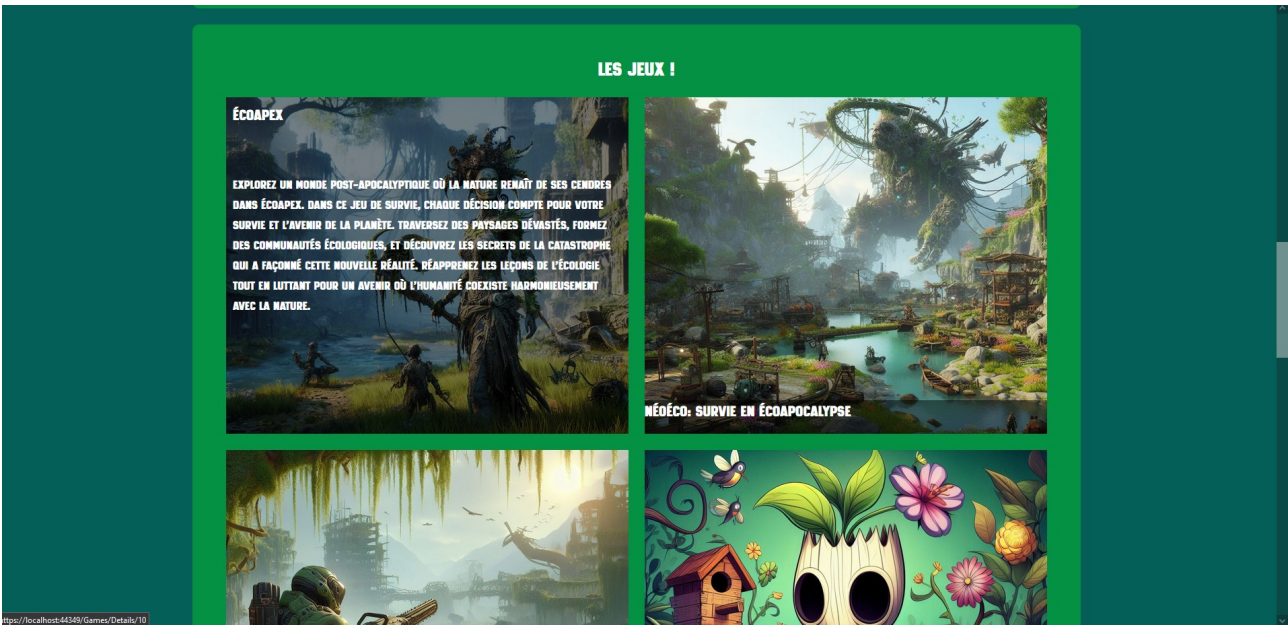 LES JEUX !
ÉCOAPEX
EXPLOREZ UN MONDE POST-APOCALYPTIQUE OÙ LA NATURE RENAÎT DE SES CENDRES
DANS ÉCOAPEX. DANS CE JEU DE SURVIE, CHAQUE DÉCISION COMPTE POUR VOTRE
SURVIE ET L'AVENIR DE LA PLANÈTE. TRAVERSEZ DES PAYSAGES DÉVASTÉS, FORMEZ
DES COMMUNAUTÉS ÉCOLOGIQUES, ET DÉCOUVREZ LES SECRETS DE LA CATASTROPHE
QUI A FAÇONNÉ CETTE NOUVELLE RÉALITÉ. RÉAPPRENEZ LES LEÇONS DE L'ÉCOLOGIE
TOUT EN LUTTANT POUR UN AVENIR OÙ L'HUMANITÉ COEXISTE HARMONIEUSEMENT
AVEC LA NATURE.
NÉOÉCO: SURVIE EN ÉCOAPOCALYPSE
https://localhost:44349/Games/Details/10